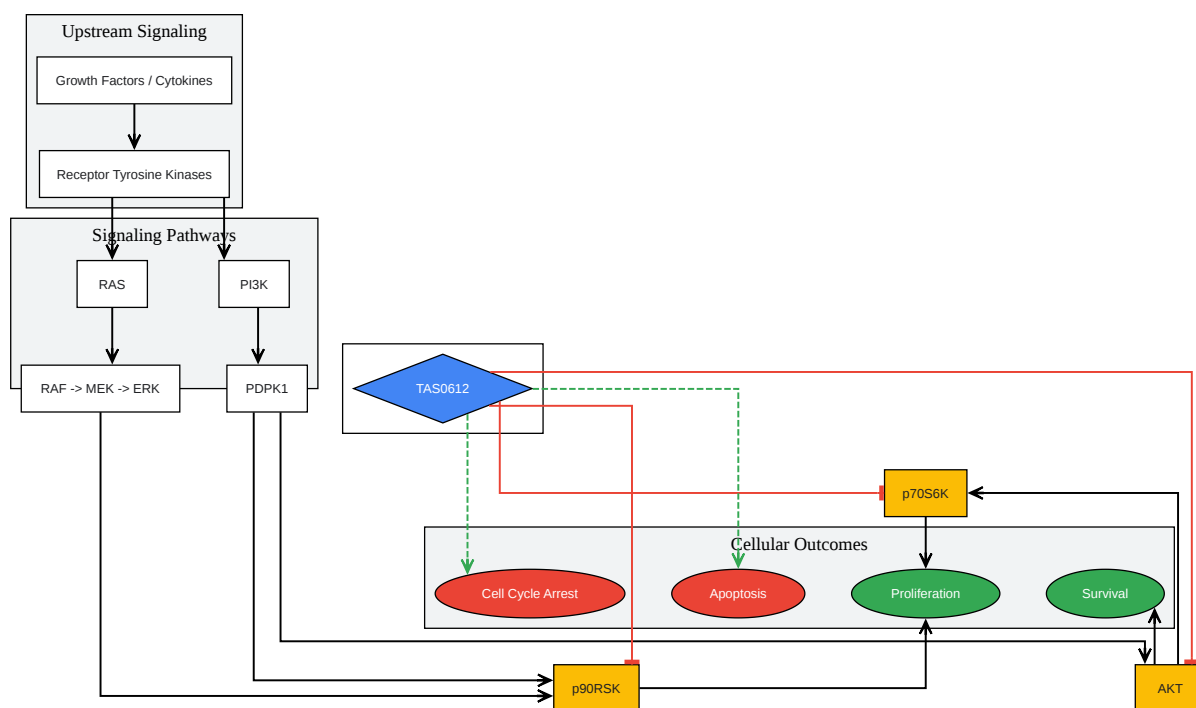 Upstream Signaling
Growth Factors / Cytokines
Receptor Tyrosine Kinases
Signaling Pathways
RAS
PI3K
RAF -> MEK -> ERK
PDPK1
TAS0612
p70S6K
Cellular Outcomes
Cell Cycle Arrest
Apoptosis
Proliferation
Survival
p90RSK
AKT